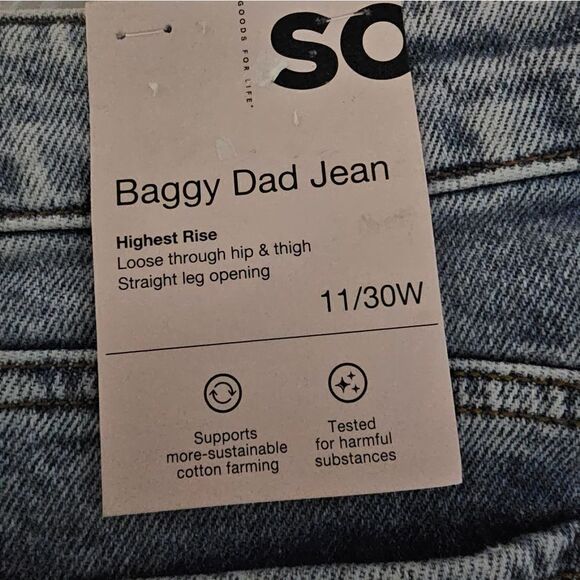 GOODS FOR LIFE
SO
Baggy Dad Jean
Highest Rise
Loose through hip & thigh
Straight leg opening
11/30W
Supports
more-sustainable
cotton farming
Tested
for harmful
substances